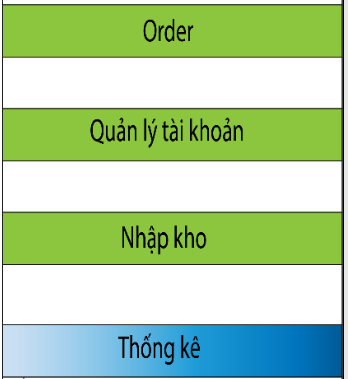 Order
Quản lý tài khoản
Nhập kho
Thống kê